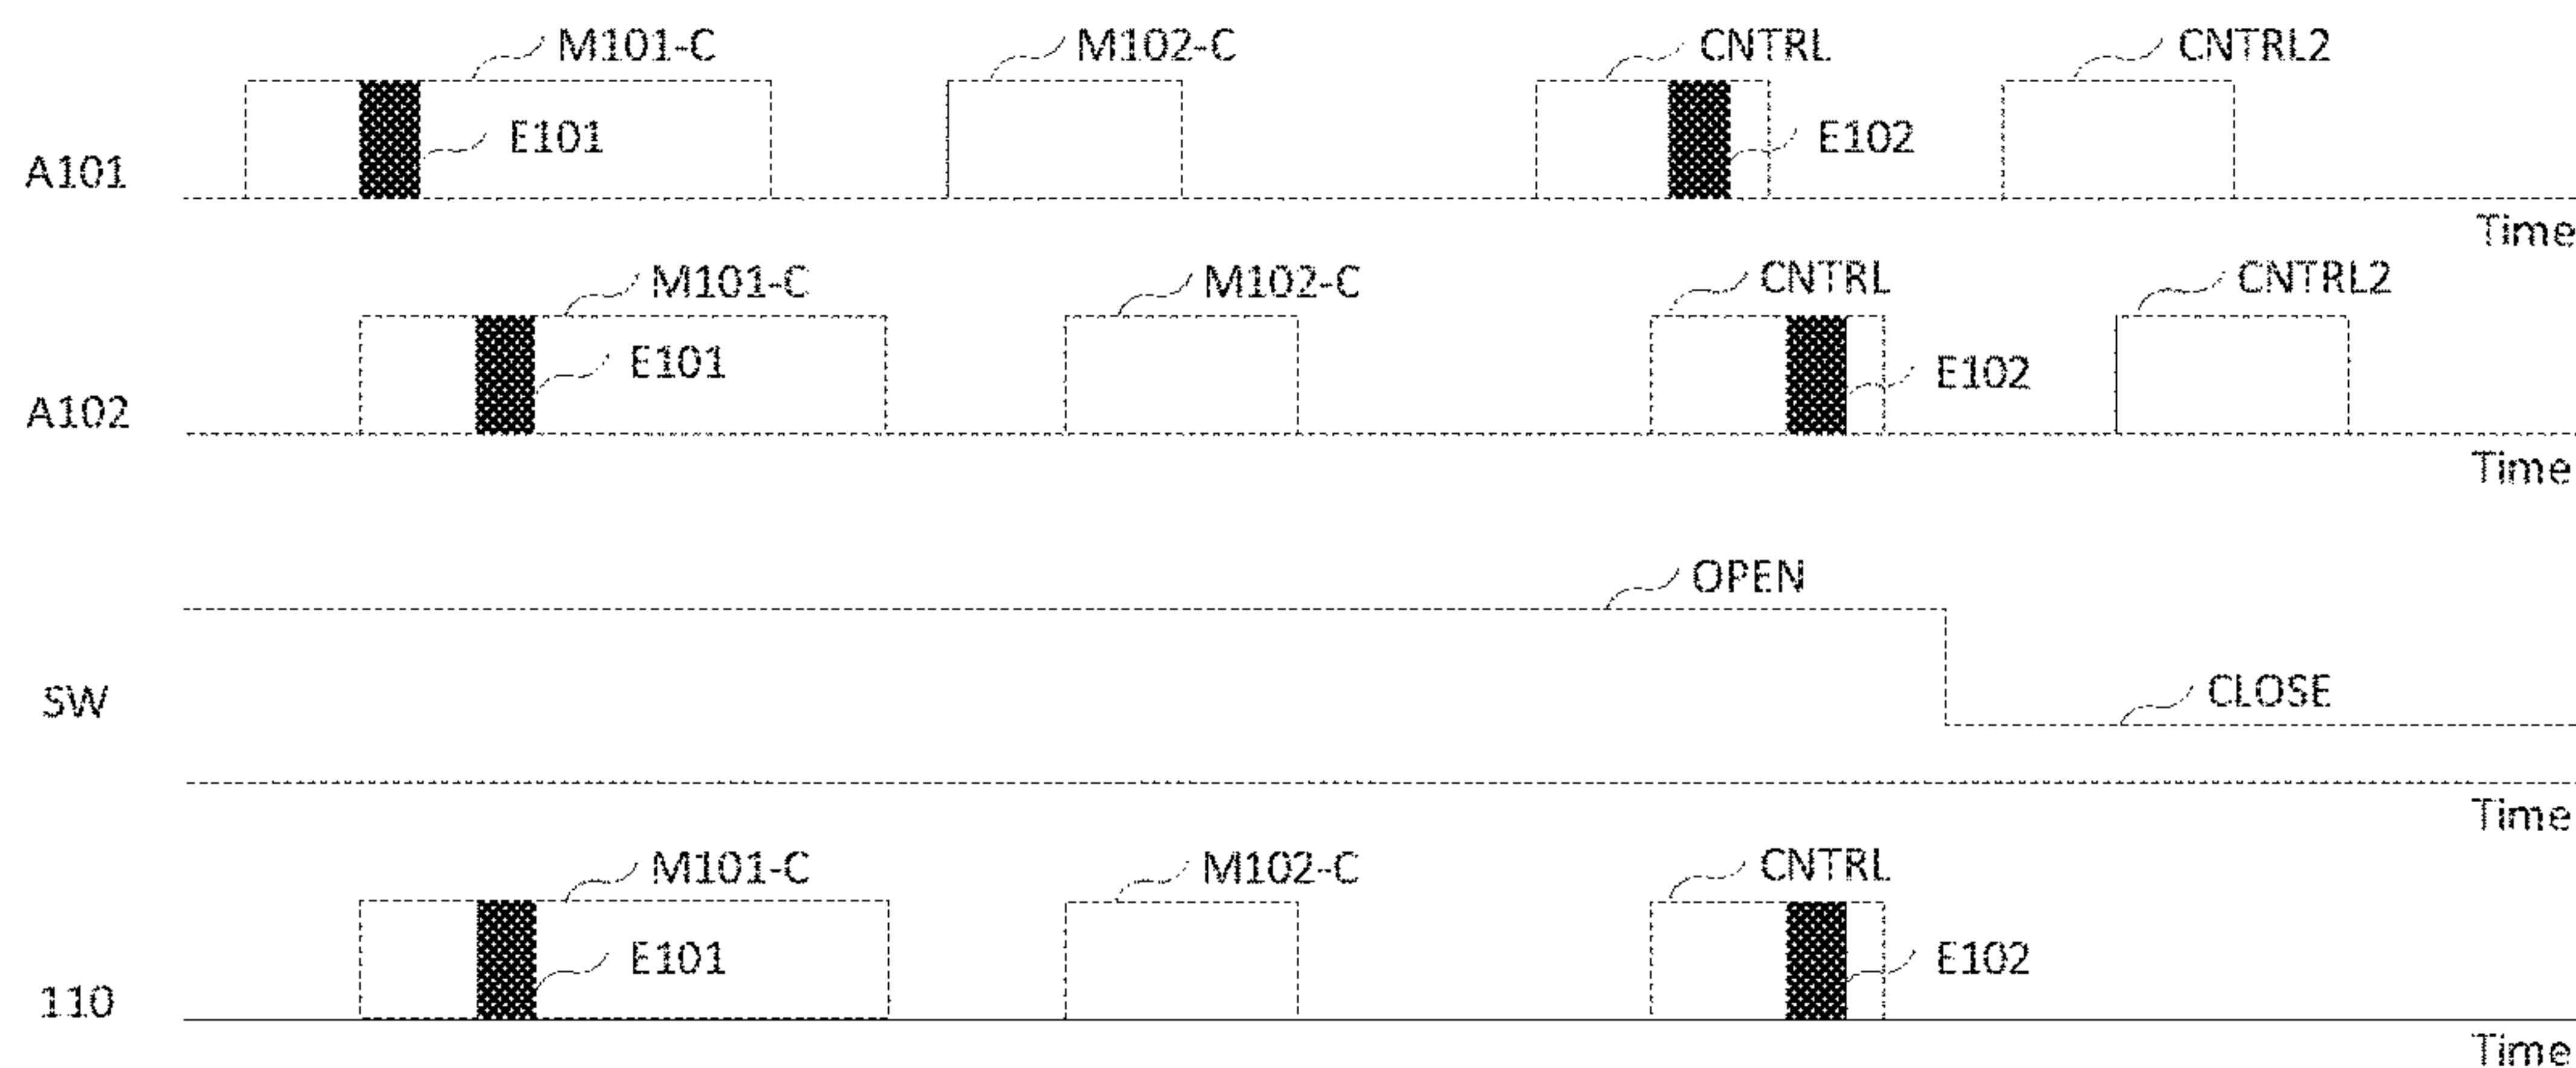 M101-C M102-C CNTRL CNTRL2
E101 E102
A101
Time
M101-C M102-C CNTRL CNTRL2
E101 E102
A102
Time
OPEN
SW CLOSE
Time
M101-C M102-C CNTRL
E101 E102
110
Time